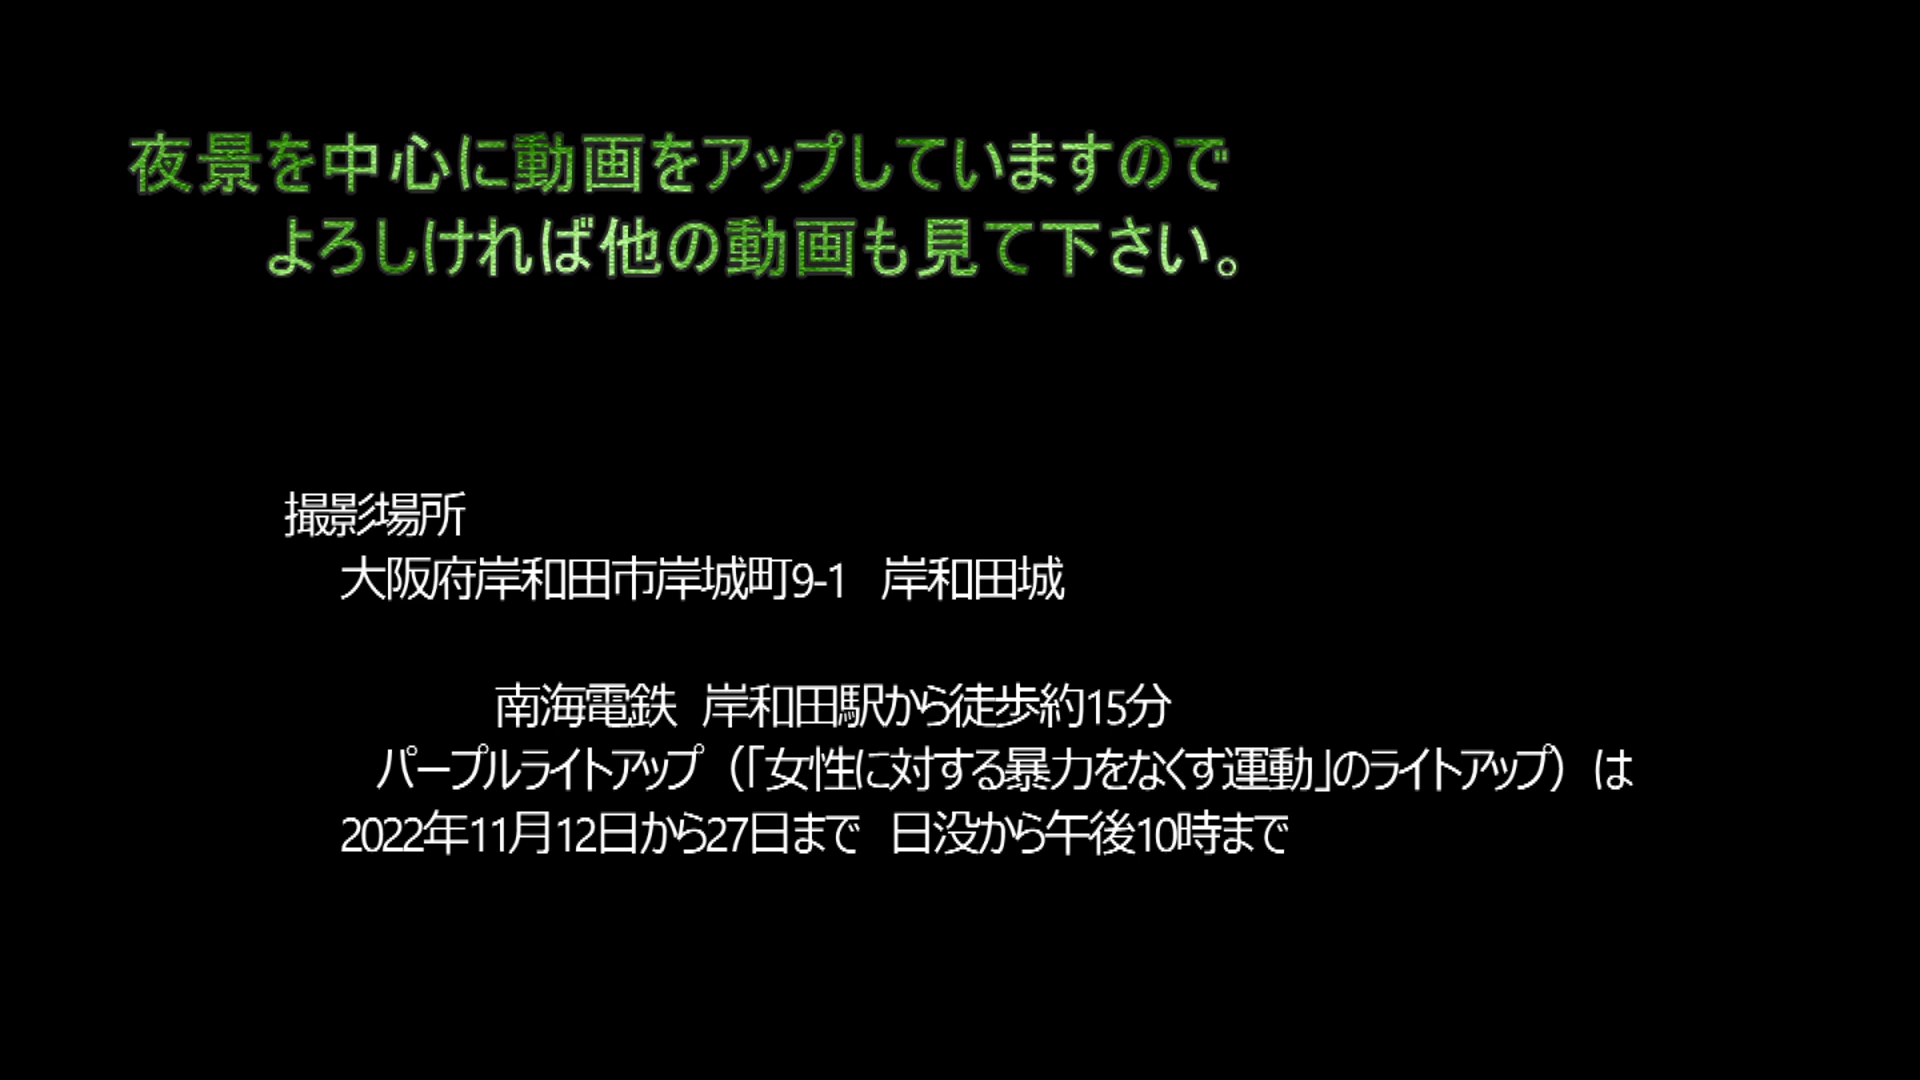 夜景を中心に動画をアップしていますので
よろしければ他の動画も見て下さい。
撮影場所
大阪府岸和田市岸城町9-1　岸和田城
南海電鉄　岸和田駅から徒歩約15分
パープルライトアップ（「女性に対する暴力をなくす運動」のライトアップ）は
2022年11月12日から27日まで　日没から午後10時まで